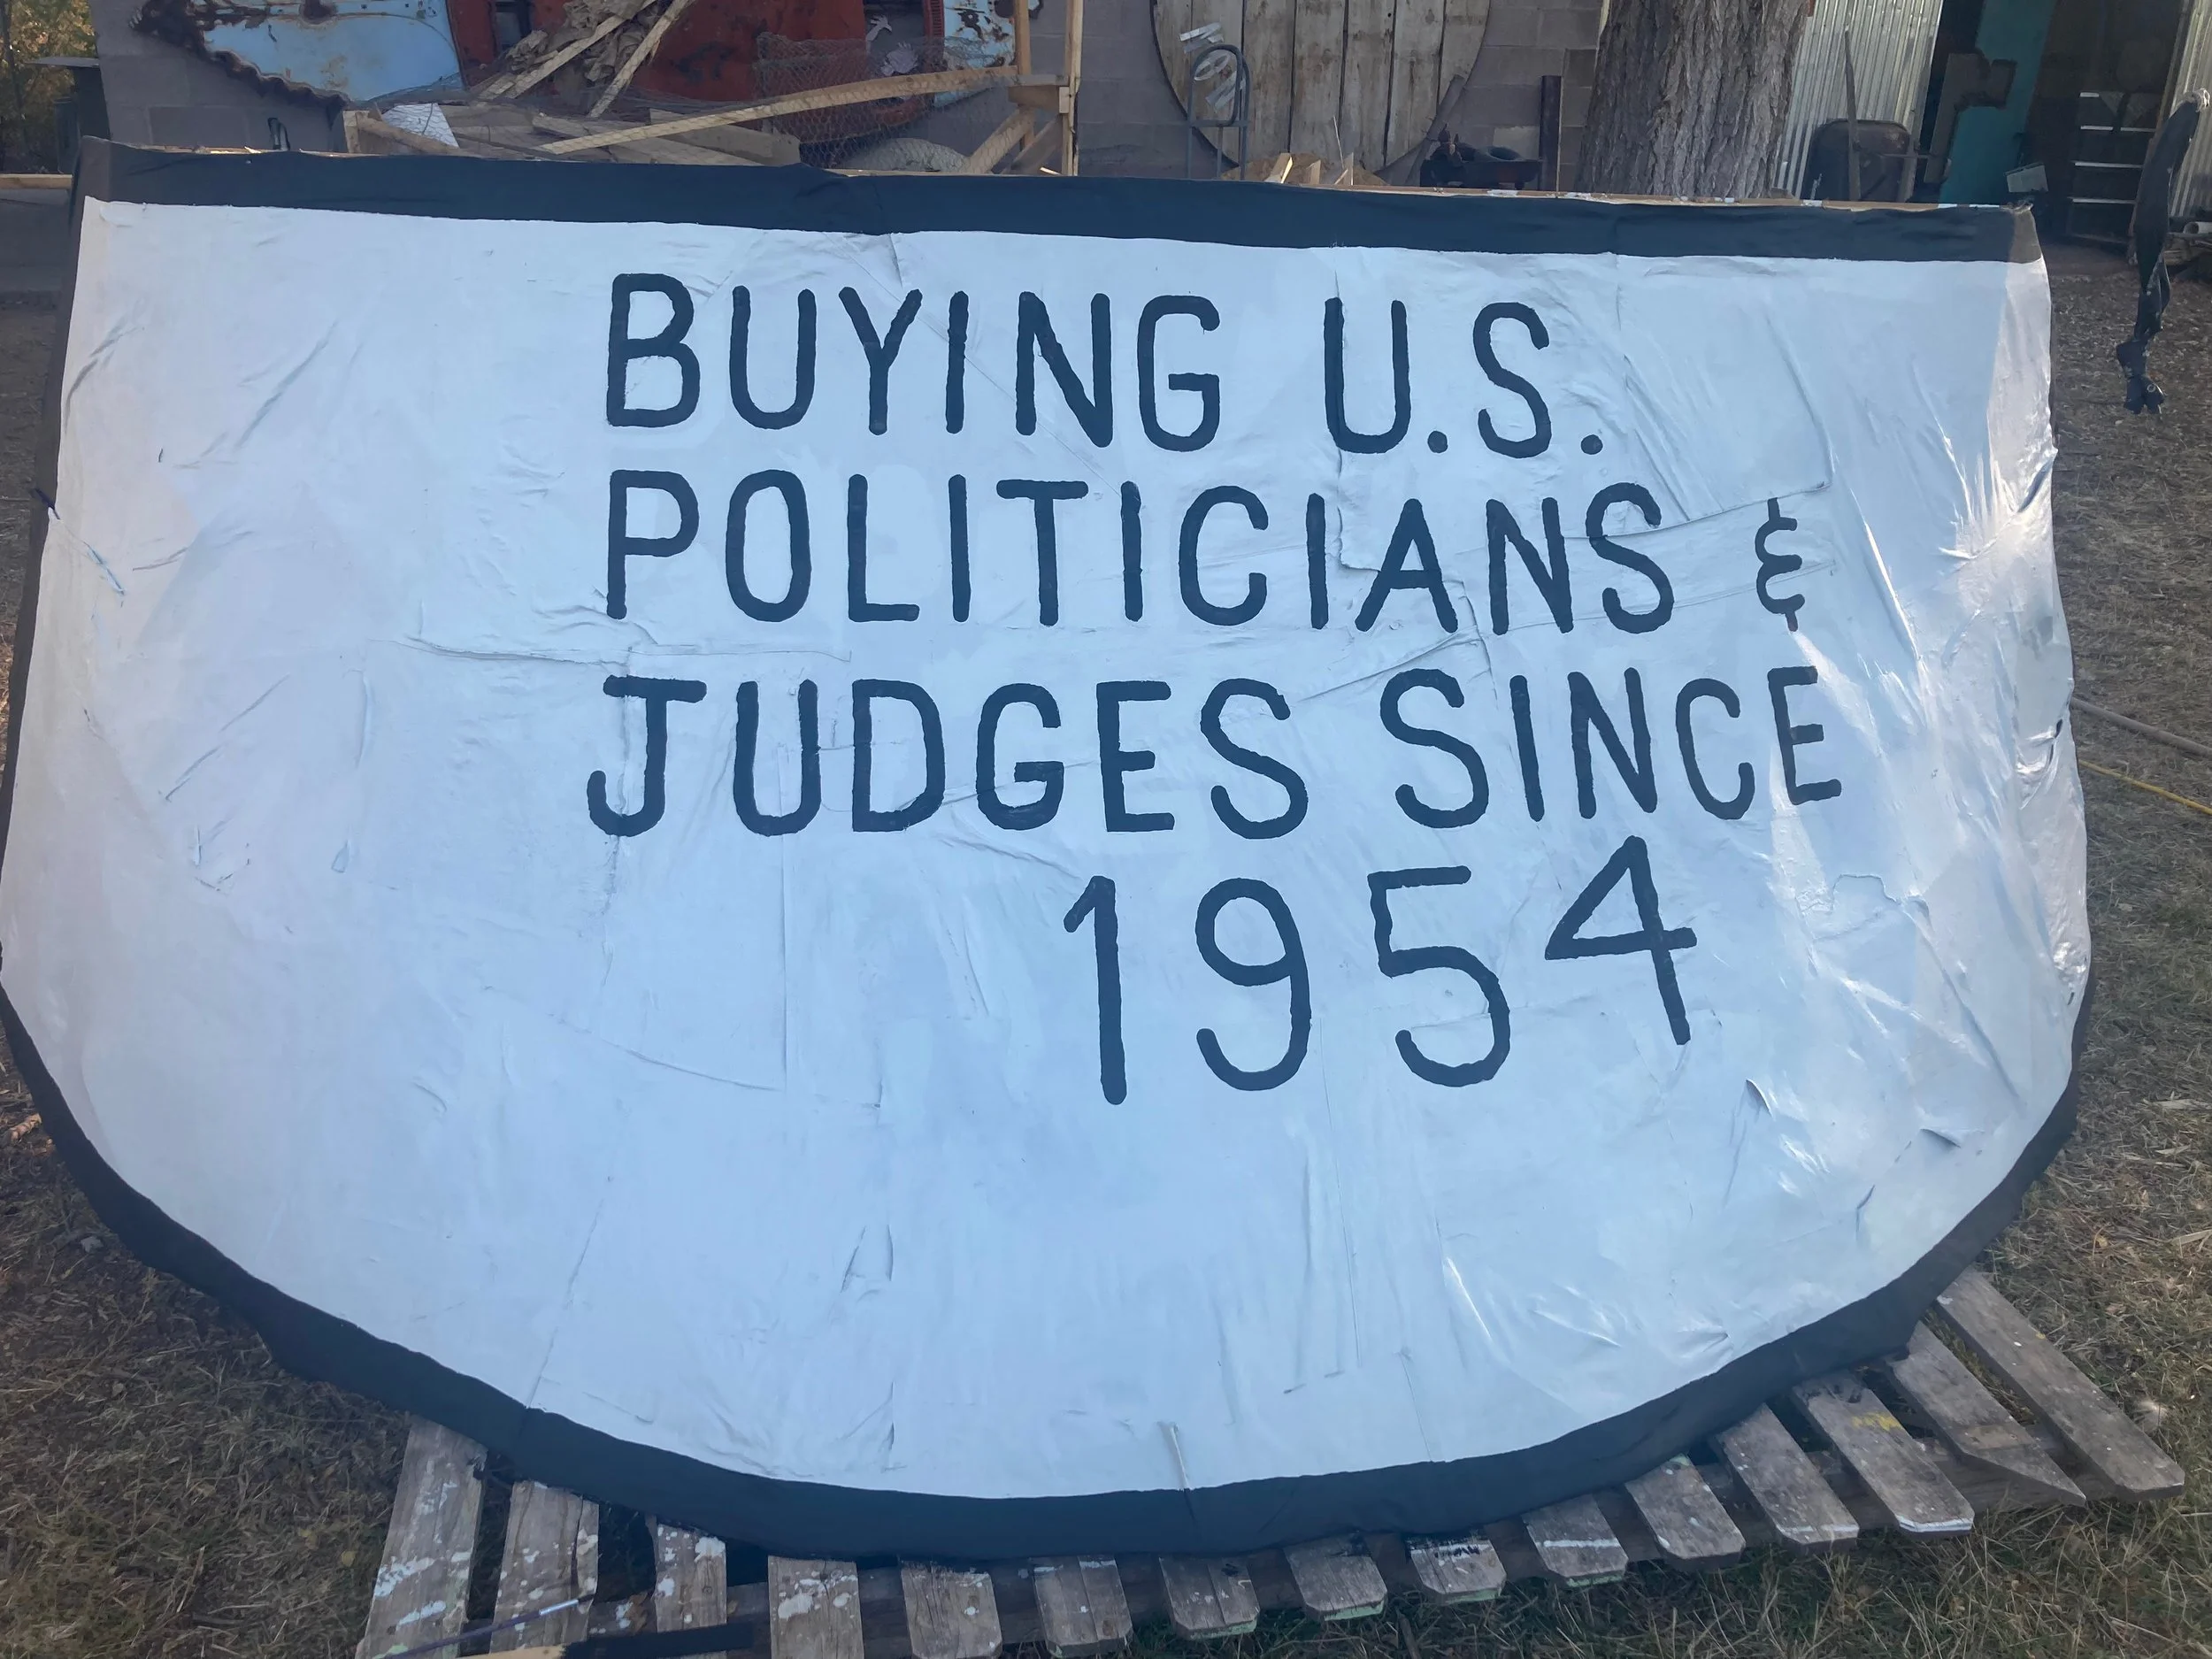 BUYING U.S.
POLITICIANS &
JUDGES SINCE
1954